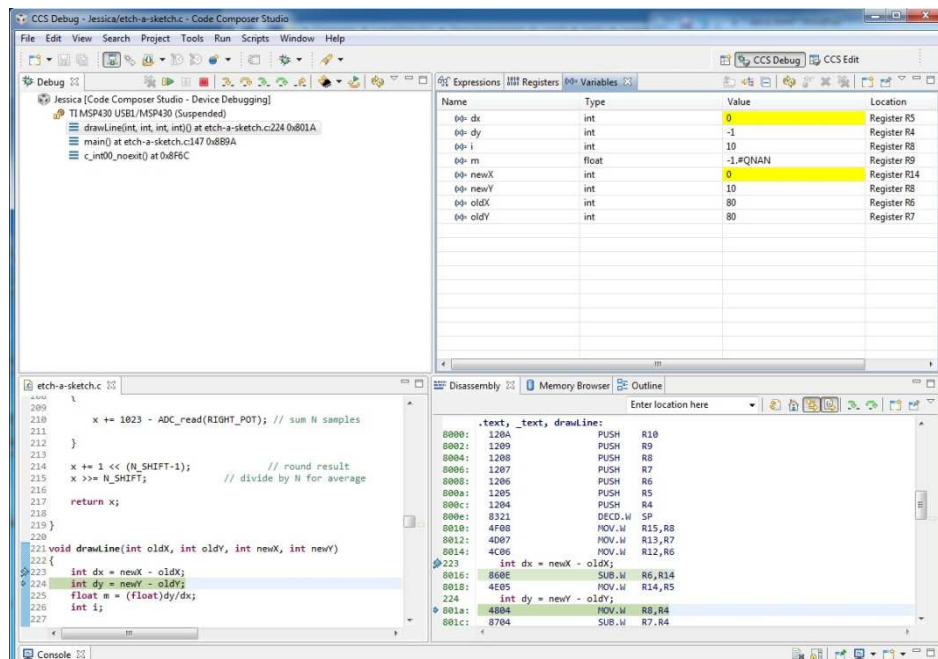 CCS Debug - Jessica/etch-a-sketch.c - Code Composer Studio
File Edit View Search Project Tools Run Scripts Window Help
CCS Debug CCS Edit
Debug
Jessica [Code Composer Studio - Device Debugging]
TI MSP430 USB1/MSP430 (Suspended)
drawLine(int, int, int, int)() at etch-a-sketch.c:224 0x801A
main() at etch-a-sketch.c:147 0x8B9A
c_int00_noexit() at 0x8F6C
Expressions Registers Variables
Name Type Value Location
dx int 0 Register R5
dy int -1 Register R4
i int 10 Register R8
m float -1.#QNAN Register R9
newX int 0 Register R14
newY int 10 Register R8
oldX int 80 Register R6
oldY int 80 Register R7
etch-a-sketch.c
208 {
209
210 x += 1023 - ADC_read(RIGHT_POT); // sum N samples
211
212 }
213
214 x += 1 << (N_SHIFT-1); // round result
215 x >>= N_SHIFT; // divide by N for average
216
217 return x;
218
219 }
220
221 void drawLine(int oldX, int oldY, int newX, int newY)
222 {
223 int dx = newX - oldX;
224 int dy = newY - oldY;
225 float m = (float)dy/dx;
226 int i;
227
Disassembly Memory Browser Outline
Enter location here
.text, _text, drawLine:
8000: 120A PUSH R10
8002: 1209 PUSH R9
8004: 1208 PUSH R8
8006: 1207 PUSH R7
8008: 1206 PUSH R6
800a: 1205 PUSH R5
800c: 1204 PUSH R4
800e: 8321 DECD.W SP
8010: 4F08 MOV.W R15,R8
8012: 4D07 MOV.W R13,R7
8014: 4C06 MOV.W R12,R6
223 int dx = newX - oldX;
8016: 860E SUB.W R6,R14
8018: 4E05 MOV.W R14,R5
224 int dy = newY - oldY;
801a: 4804 MOV.W R8,R4
801c: 8704 SUB.W R7,R4
Console